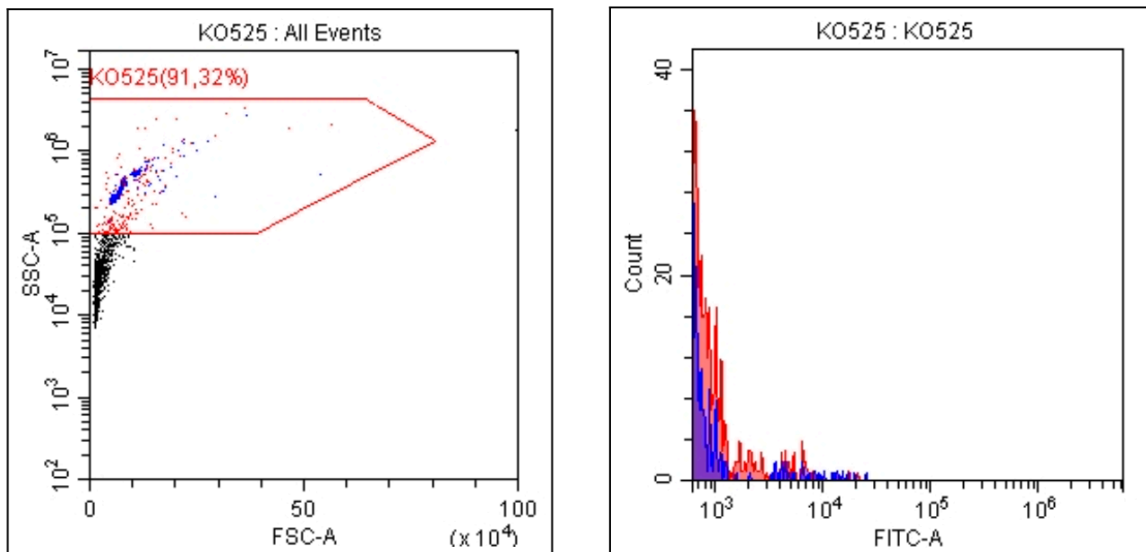 KO525 : All Events
10^7
KO525(91,32%)
10^6
10^5
10^4
10^3
10^2
SSC-A
0
50
100
FSC-A
(x 10^4)
KO525 : KO525
40
20
0
Count
10^3
10^4
10^5
10^6
FITC-A